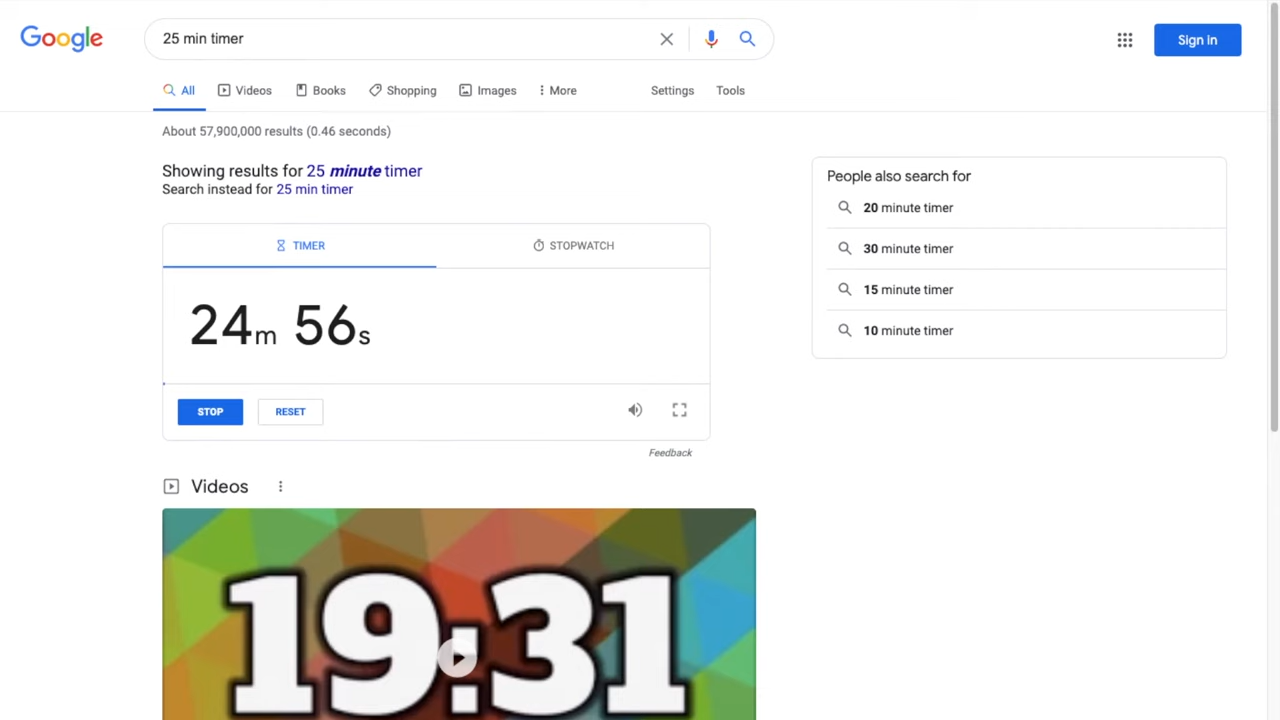 Google
25 min timer
Sign in
All
Videos
Books
Shopping
Images
More
Settings
Tools
About 57,900,000 results (0.46 seconds)
Showing results for 25 minute timer
Search instead for 25 min timer
TIMER
STOPWATCH
24m 56s
STOP
RESET
Feedback
People also search for
20 minute timer
30 minute timer
15 minute timer
10 minute timer
Videos
19:31